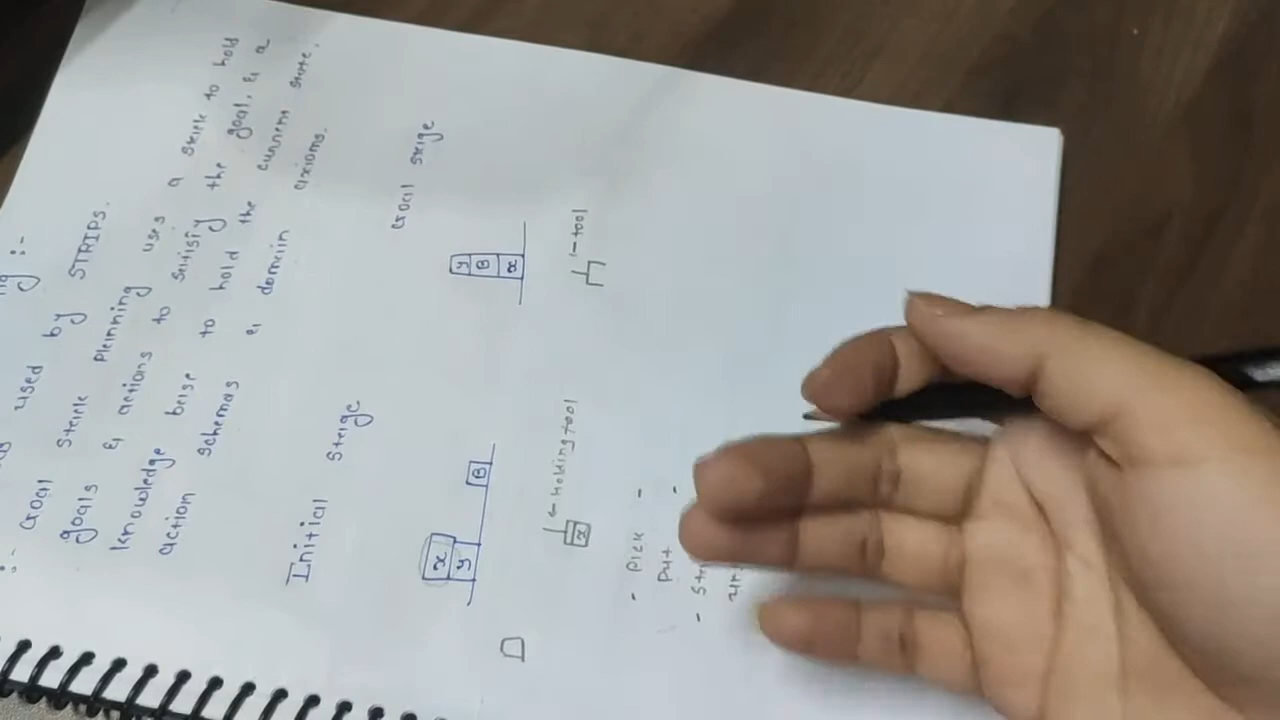 used by STRIPS.
Goal stack planning uses a stack to hold
goals & actions to satisfy the goal, & a
knowledge base to hold the current state,
action schemas & domain axioms.
Initial Stage
Goal Stage
x
y
B
y
B
x
x
← Holding tool
←tool
- Pick -
Put -